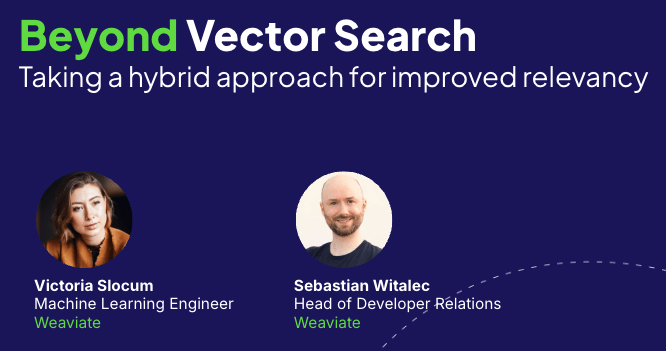 Beyond Vector Search
Taking a hybrid approach for improved relevancy
Victoria Slocum
Machine Learning Engineer
Weaviate
Sebastian Witalec
Head of Developer Relations
Weaviate